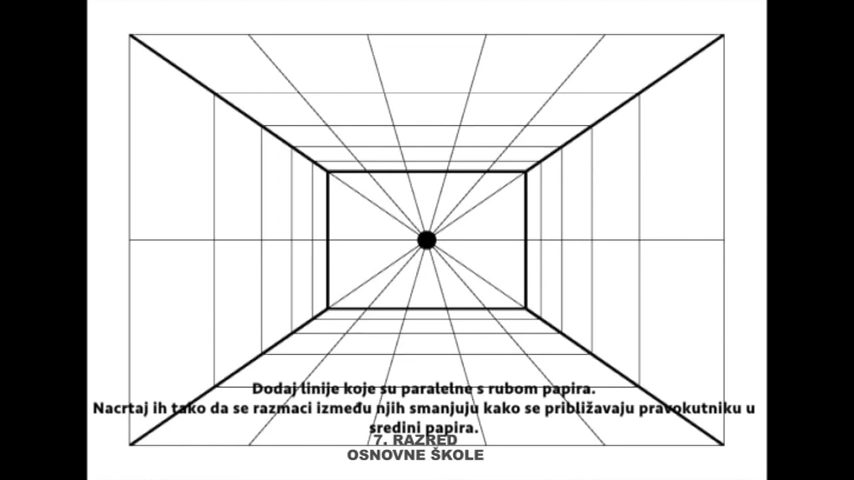 Dodaj linije koje su paralelne s rubom papira.
Nacrtaj ih tako da se razmaci između njih smanjuju kako se približavaju pravokutniku u
sredini papira.
7. RAZRED
OSNOVNE ŠKOLE